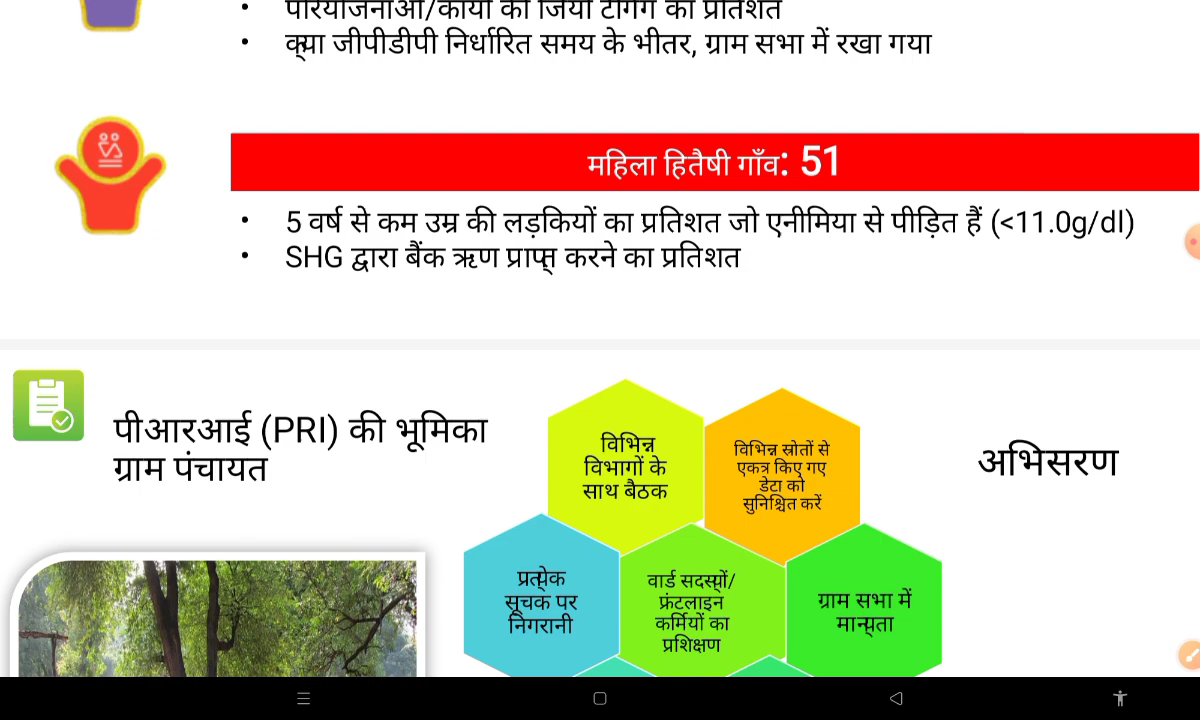 परियोजनाओं/कार्यों की जियो टैगिंग का प्रतिशत
क्या जीपीडीपी निर्धारित समय के भीतर, ग्राम सभा में रखा गया
महिला हितैषी गाँव: 51
5 वर्ष से कम उम्र की लड़कियों का प्रतिशत जो एनीमिया से पीड़ित हैं (<11.0g/dl)
SHG द्वारा बैंक ऋण प्राप्त करने का प्रतिशत
पीआरआई (PRI) की भूमिका
ग्राम पंचायत
विभिन्न
विभागों के
साथ बैठक
विभिन्न स्रोतों से
एकत्र किए गए
डेटा को
सुनिश्चित करें
अभिसरण
प्रत्येक
सूचक पर
निगरानी
वार्ड सदस्यों/
फ्रंटलाइन
कर्मियों का
प्रशिक्षण
ग्राम सभा में
मान्यता